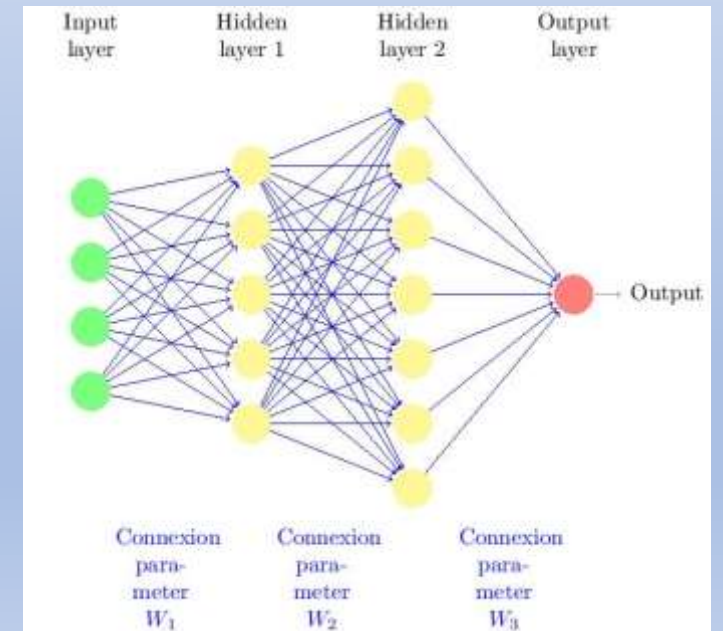 Input
layer
Hidden
layer 1
Hidden
layer 2
Output
layer
Output
Connexion
para-
meter
W₁
Connexion
para-
meter
W₂
Connexion
para-
meter
W₃